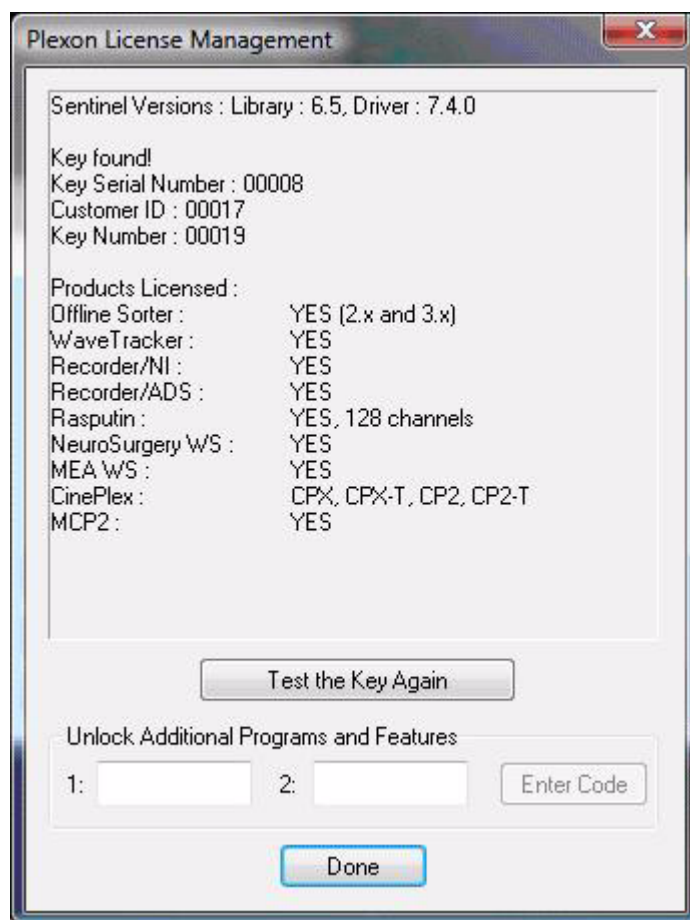 Plexon License Management
Sentinel Versions : Library : 6.5, Driver : 7.4.0
Key found!
Key Serial Number : 00008
Customer ID : 00017
Key Number : 00019
Products Licensed :
Offline Sorter : YES (2.x and 3.x)
WaveTracker : YES
Recorder/NI : YES
Recorder/ADS : YES
Rasputin : YES, 128 channels
NeuroSurgery WS : YES
MEA WS : YES
CinePlex : CPX, CPX-T, CP2, CP2-T
MCP2 : YES
Test the Key Again
Unlock Additional Programs and Features
1: 2: Enter Code
Done